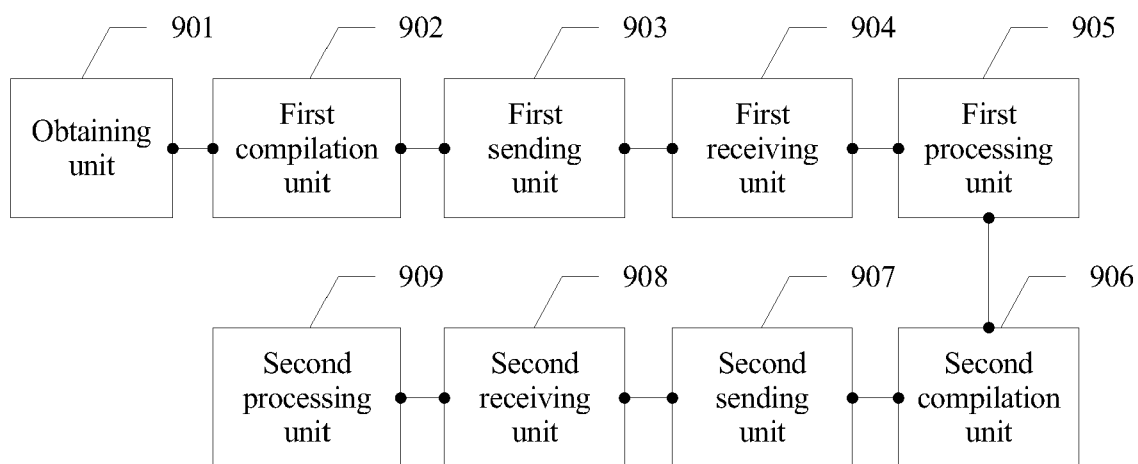 901
902
903
904
905
Obtaining
unit
First
compilation
unit
First
sending
unit
First
receiving
unit
First
processing
unit
909
908
907
906
Second
processing
unit
Second
receiving
unit
Second
sending
unit
Second
compilation
unit